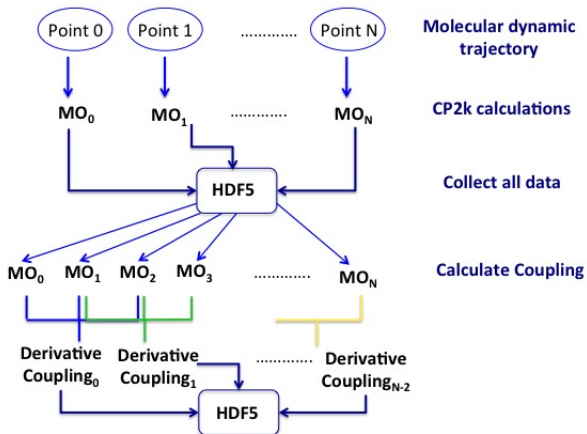 Point 0 Point 1 ............. Point N Molecular dynamic
trajectory
MO0 MO1 ............. MON CP2k calculations
HDF5 Collect all data
MO0 MO1 MO2 MO3 ............. MON Calculate Coupling
Derivative
Coupling0
Derivative
Coupling1
.............
Derivative
CouplingN-2
HDF5